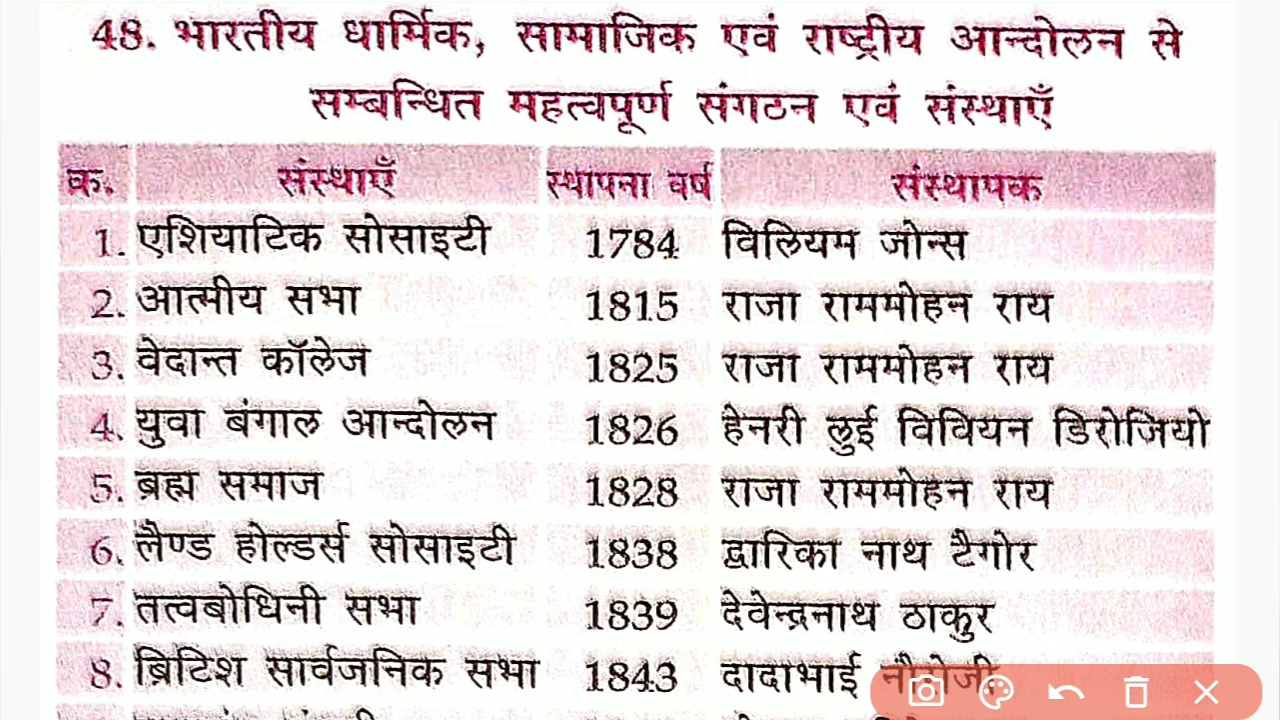 48. भारतीय धार्मिक, सामाजिक एवं राष्ट्रीय आन्दोलन से
सम्बन्धित महत्वपूर्ण संगठन एवं संस्थाएँ
क. संस्थाएँ स्थापना वर्ष संस्थापक
1. एशियाटिक सोसाइटी 1784 विलियम जोन्स
2. आत्मीय सभा 1815 राजा राममोहन राय
3. वेदान्त कॉलेज 1825 राजा राममोहन राय
4. युवा बंगाल आन्दोलन 1826 हेनरी लुई विवियन डिरोजियो
5. ब्रह्म समाज 1828 राजा राममोहन राय
6. लैण्ड होल्डर्स सोसाइटी 1838 द्वारिका नाथ टैगोर
7. तत्वबोधिनी सभा 1839 देवेन्द्रनाथ ठाकुर
8. ब्रिटिश सार्वजनिक सभा 1843 दादाभाई